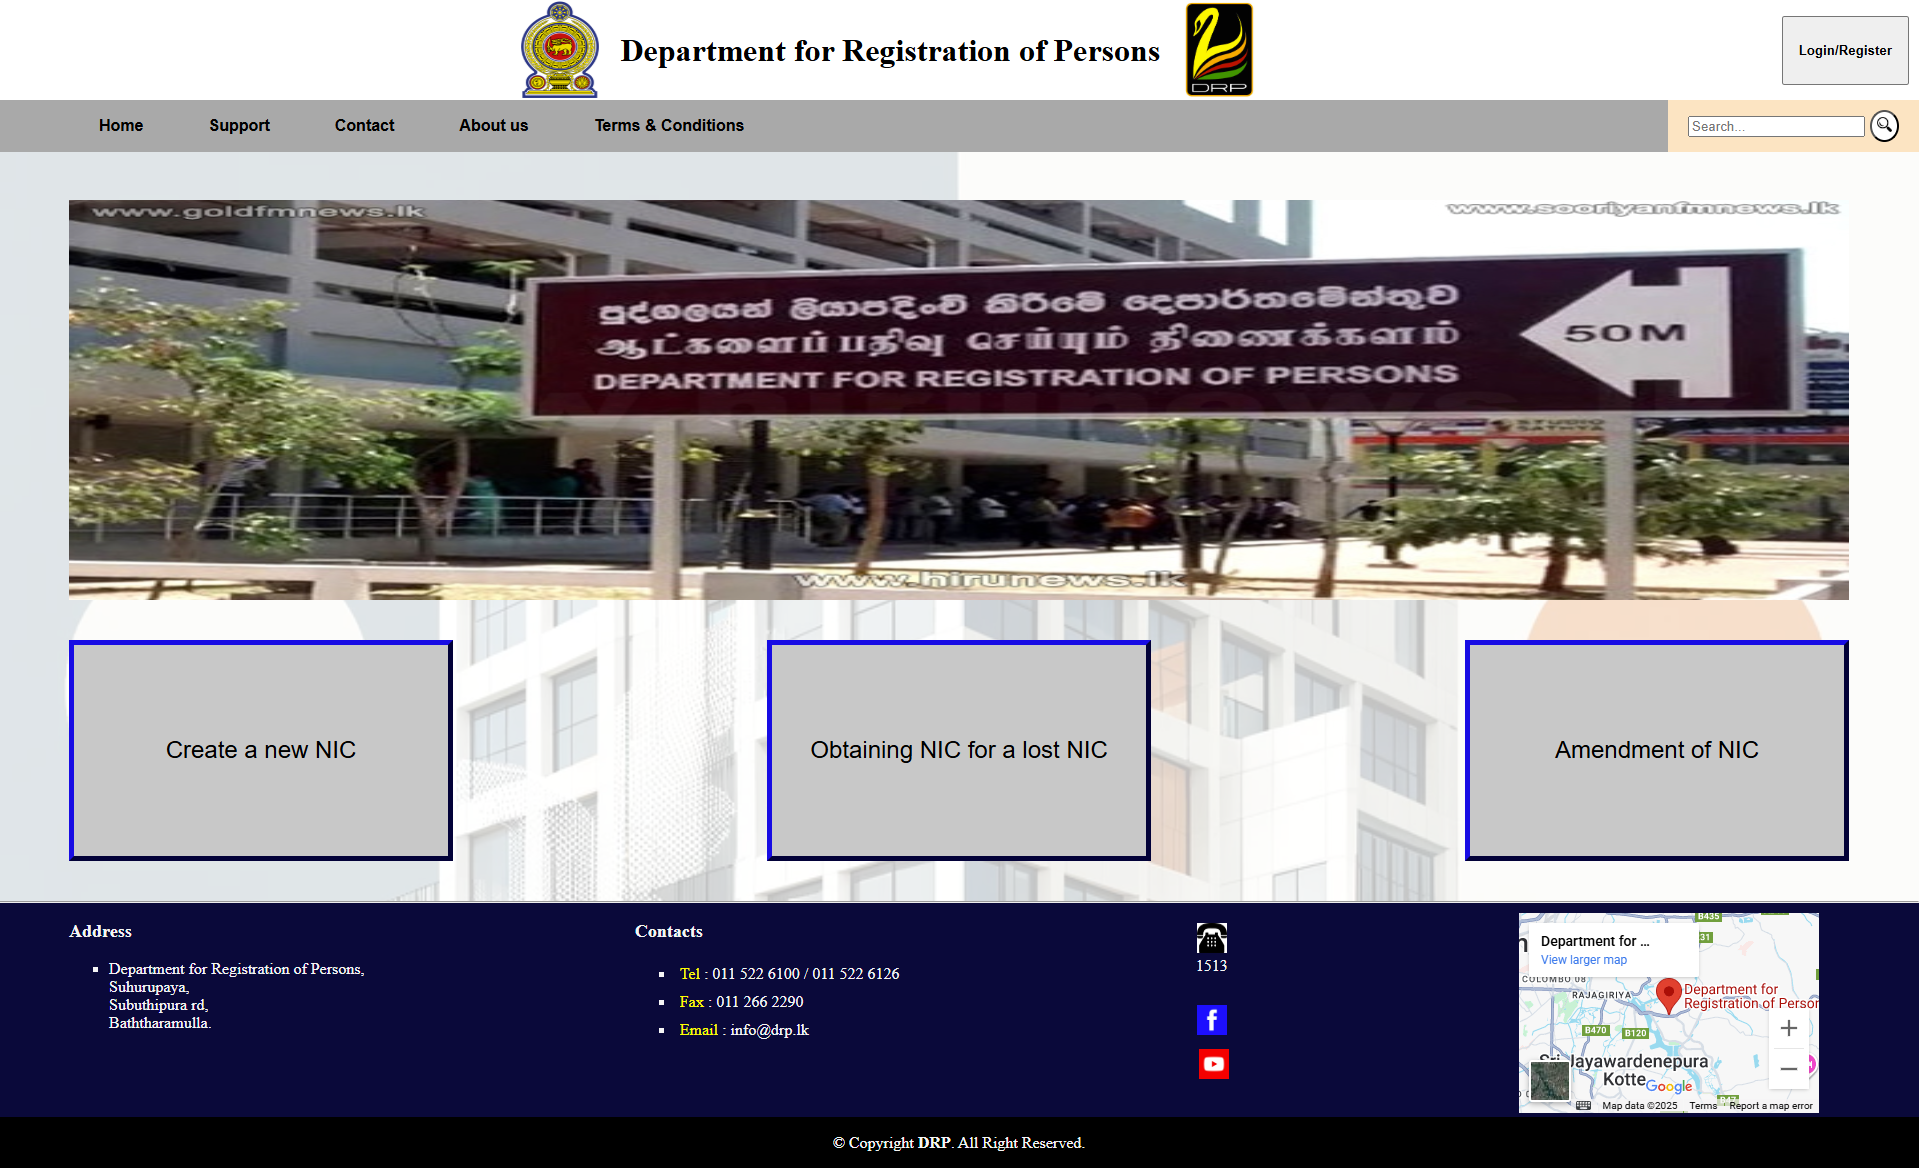 Department for Registration of Persons
DRP
Login/Register
Home
Support
Contact
About us
Terms & Conditions
Search...
www.goldfmnews.lk
www.sooriyanfmnews.lk
පුද්ගලයන් ලියාපදිංචි කිරීමේ දෙපාර්තමේන්තුව
ஆட்களைப் பதிவு செய்யும் திணைக்களம்
DEPARTMENT FOR REGISTRATION OF PERSONS
50M
www.hirunews.lk
Create a new NIC
Obtaining NIC for a lost NIC
Amendment of NIC
Address
Department for Registration of Persons,
Suhurupaya,
Subuthipura rd,
Baththaramulla.
Contacts
Tel : 011 522 6100 / 011 522 6126
Fax : 011 266 2290
Email : info@drp.lk
1513
B435
31
Department for ...
View larger map
COLOMBO 08
RAJAGIRIYA
Department for
Registration of Person
B470
B120
Sri Jayawardenepura
Kotte
Google
Map data ©2025
Terms
Report a map error
© Copyright DRP. All Right Reserved.